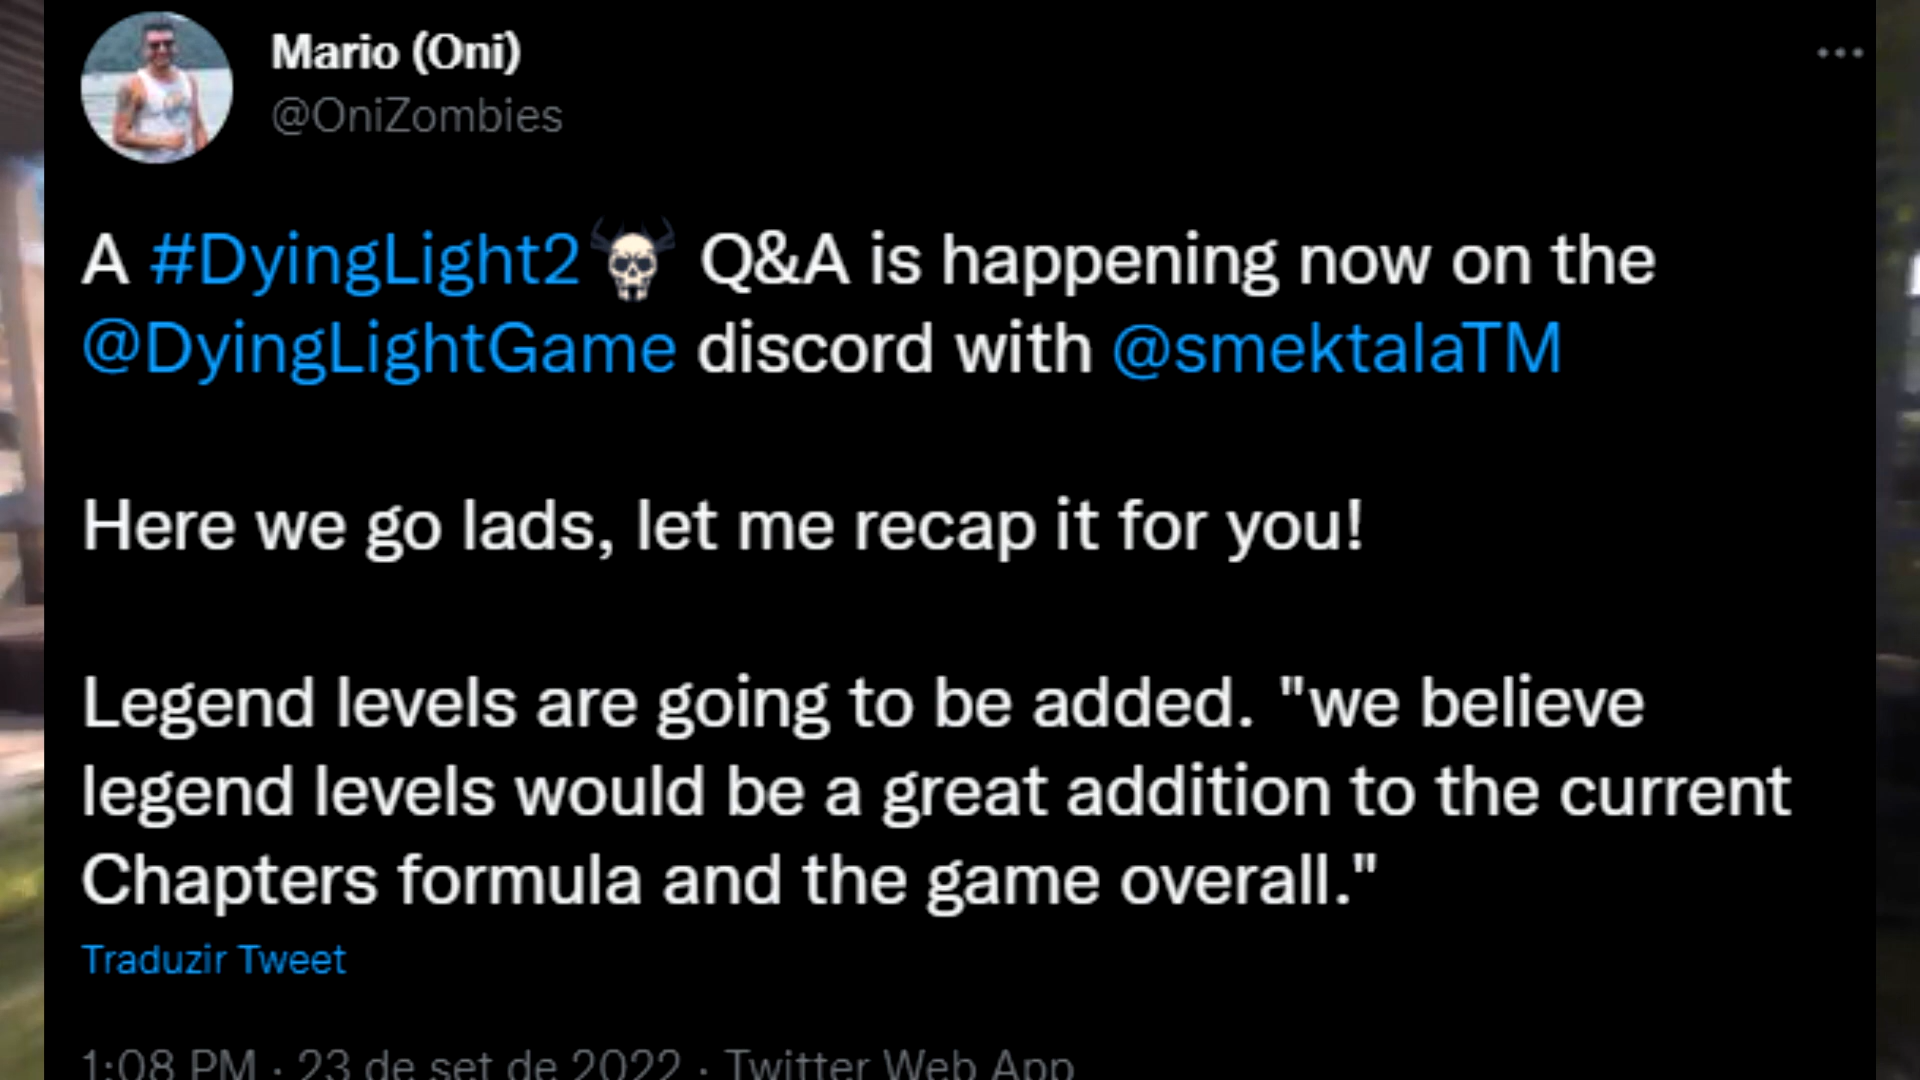 Mario (Oni)
@OniZombies
A #DyingLight2 Q&A is happening now on the
@DyingLightGame discord with @smektalaTM
Here we go lads, let me recap it for you!
Legend levels are going to be added. "we believe
legend levels would be a great addition to the current
Chapters formula and the game overall."
Traduzir Tweet
1:08 PM · 23 de set de 2022 · Twitter Web App